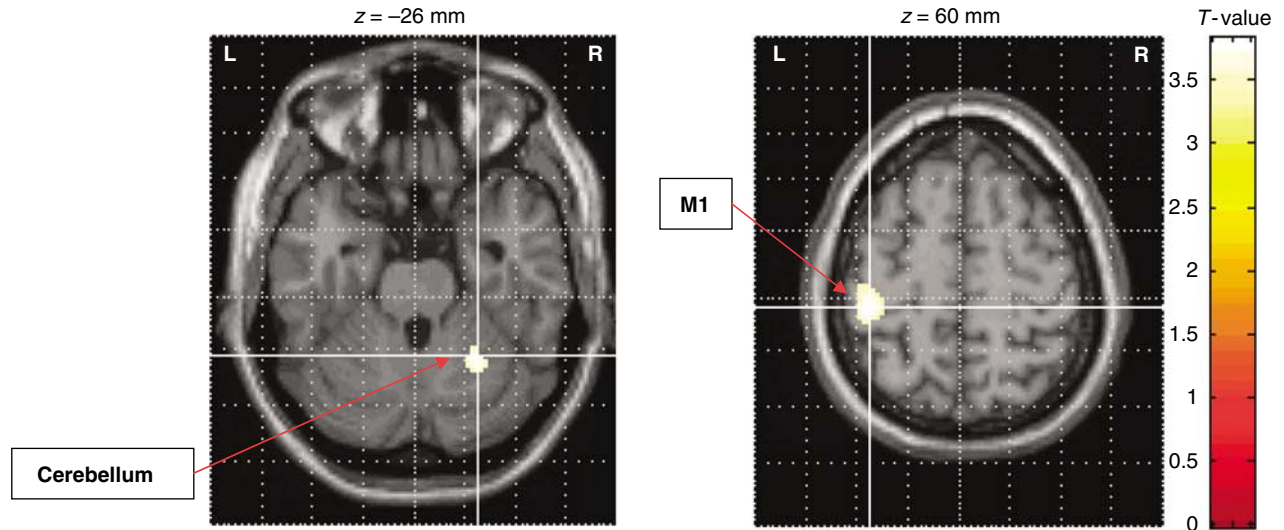 z = –26 mm
L
R
Cerebellum
z = 60 mm
L
R
M1
T-value
3.5
3
2.5
2
1.5
1
0.5
0